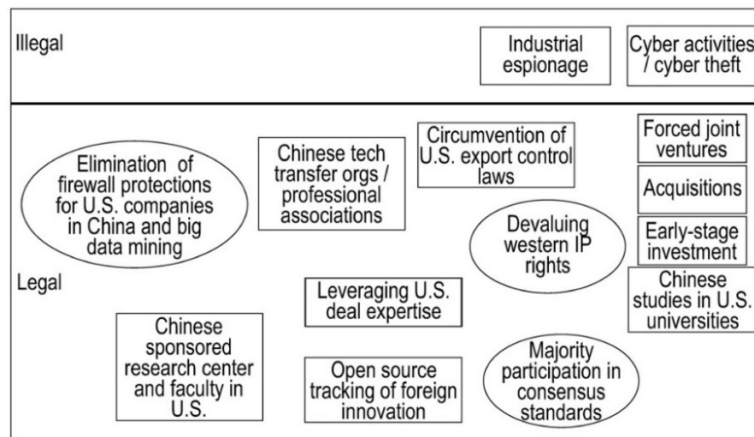 Illegal
Industrial
espionage
Cyber activities
/ cyber theft
Elimination of
firewall protections
for U.S. companies
in China and big
data mining
Chinese tech
transfer orgs /
professional
associations
Circumvention of
U.S. export control
laws
Forced joint
ventures
Acquisitions
Devaluing
western IP
rights
Early-stage
investment
Legal
Leveraging U.S.
deal expertise
Chinese
studies in U.S.
universities
Chinese
sponsored
research center
and faculty in
U.S.
Open source
tracking of foreign
innovation
Majority
participation in
consensus
standards